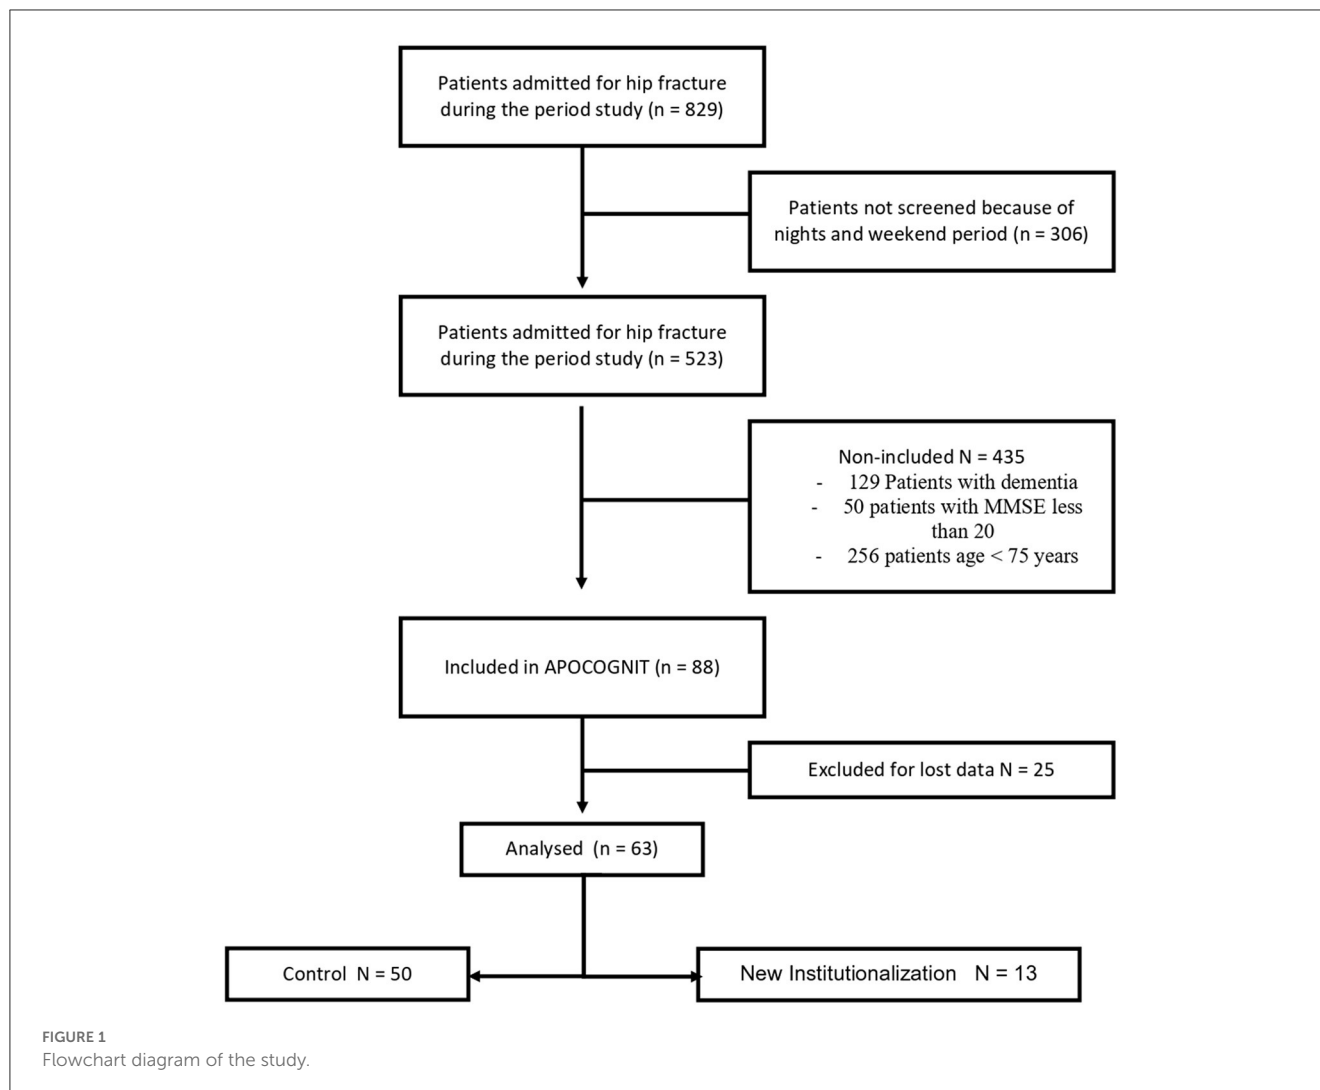 Patients admitted for hip fracture
during the period study (n = 829)
Patients not screened because of
nights and weekend period (n = 306)
Patients admitted for hip fracture
during the period study (n = 523)
Non-included N = 435
- 129 Patients with dementia
- 50 patients with MMSE less
than 20
- 256 patients age < 75 years
Included in APOCOGNIT (n = 88)
Excluded for lost data N = 25
Analysed (n = 63)
Control N = 50
New Institutionalization N = 13
FIGURE 1
Flowchart diagram of the study.